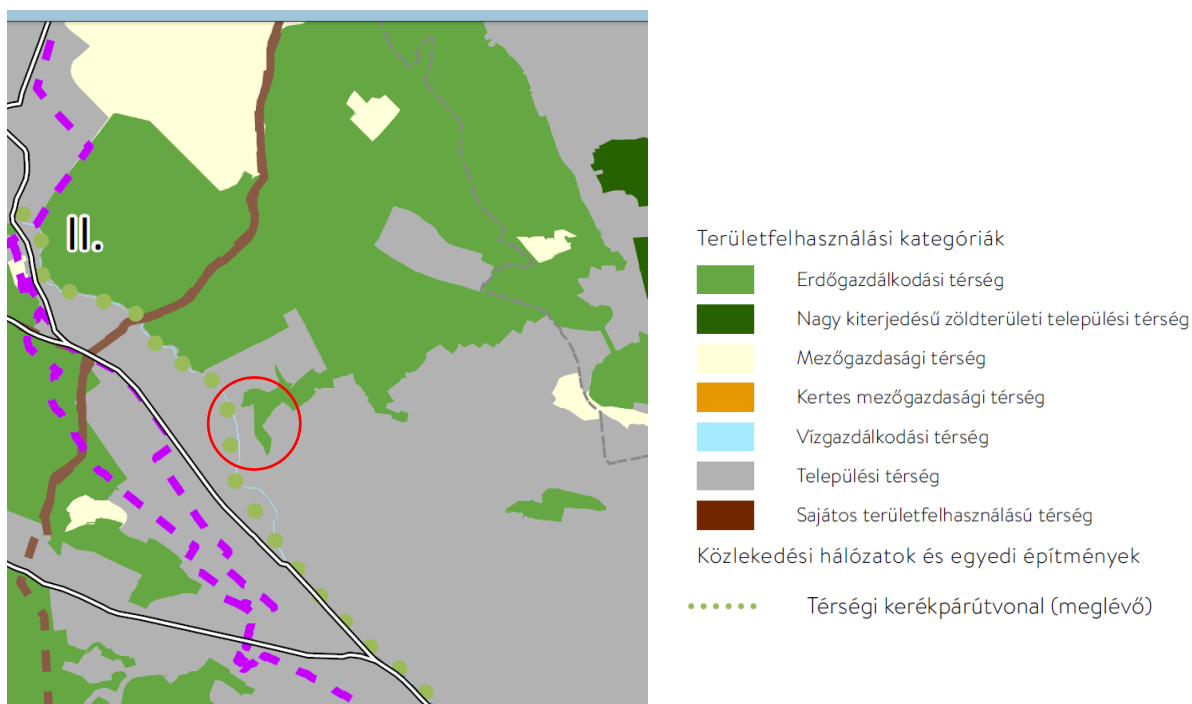 II.
Területfelhasználási kategóriák
Erdőgazdálkodási térség
Nagy kiterjedésű zöldterületi települési térség
Mezőgazdasági térség
Kertes mezőgazdasági térség
Vízgazdálkodási térség
Települési térség
Sajátos területfelhasználású térség
Közlekedési hálózatok és egyedi építmények
Térségi kerékpárútvonal (meglévő)